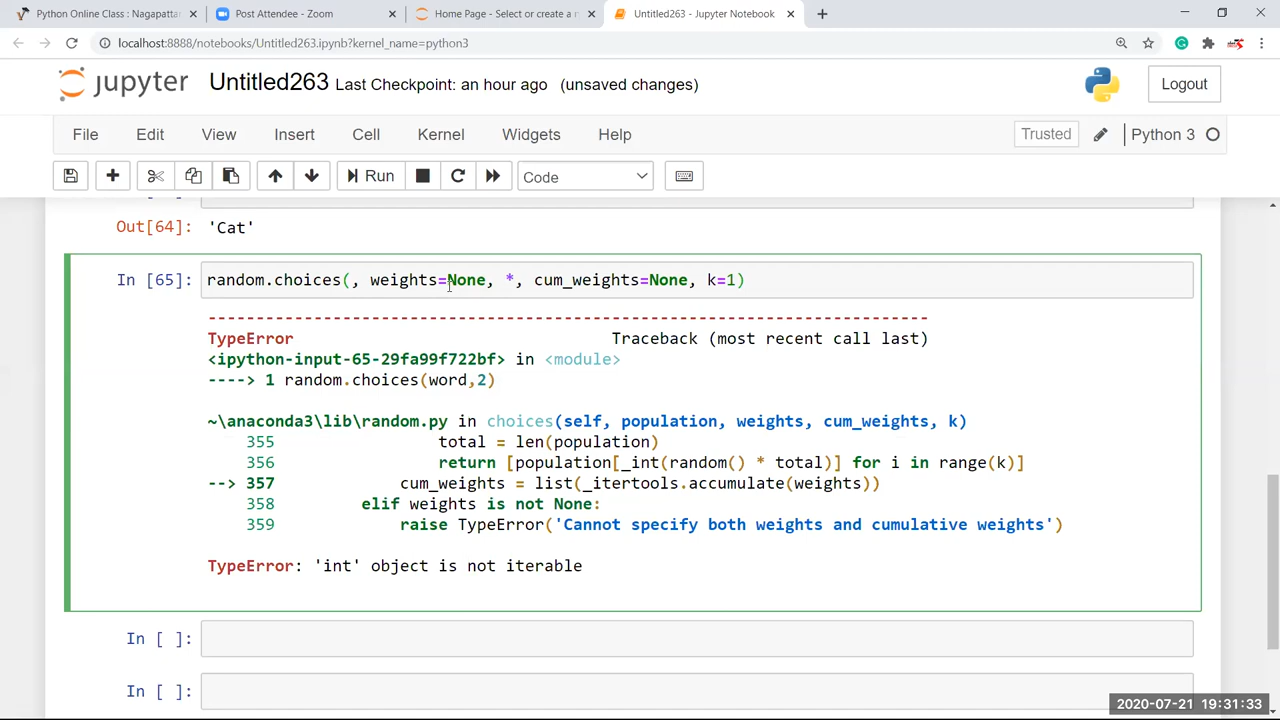 Python Online Class : Nagapattan
Post Attendee - Zoom
Home Page - Select or create a n
Untitled263 - Jupyter Notebook
localhost:8888/notebooks/Untitled263.ipynb?kernel_name=python3
jupyter Untitled263 Last Checkpoint: an hour ago (unsaved changes)
Logout
File Edit View Insert Cell Kernel Widgets Help
Trusted
Python 3
Run
Code
Out[64]: 'Cat'
In [65]: random.choices(, weights=None, *, cum_weights=None, k=1)
---------------------------------------------------------------------------
TypeError Traceback (most recent call last)
<ipython-input-65-29fa99f722bf> in <module>
----> 1 random.choices(word,2)
~\anaconda3\lib\random.py in choices(self, population, weights, cum_weights, k)
355 total = len(population)
356 return [population[_int(random() * total)] for i in range(k)]
--> 357 cum_weights = list(_itertools.accumulate(weights))
358 elif weights is not None:
359 raise TypeError('Cannot specify both weights and cumulative weights')
TypeError: 'int' object is not iterable
In [ ]:
In [ ]:
2020-07-21 19:31:33